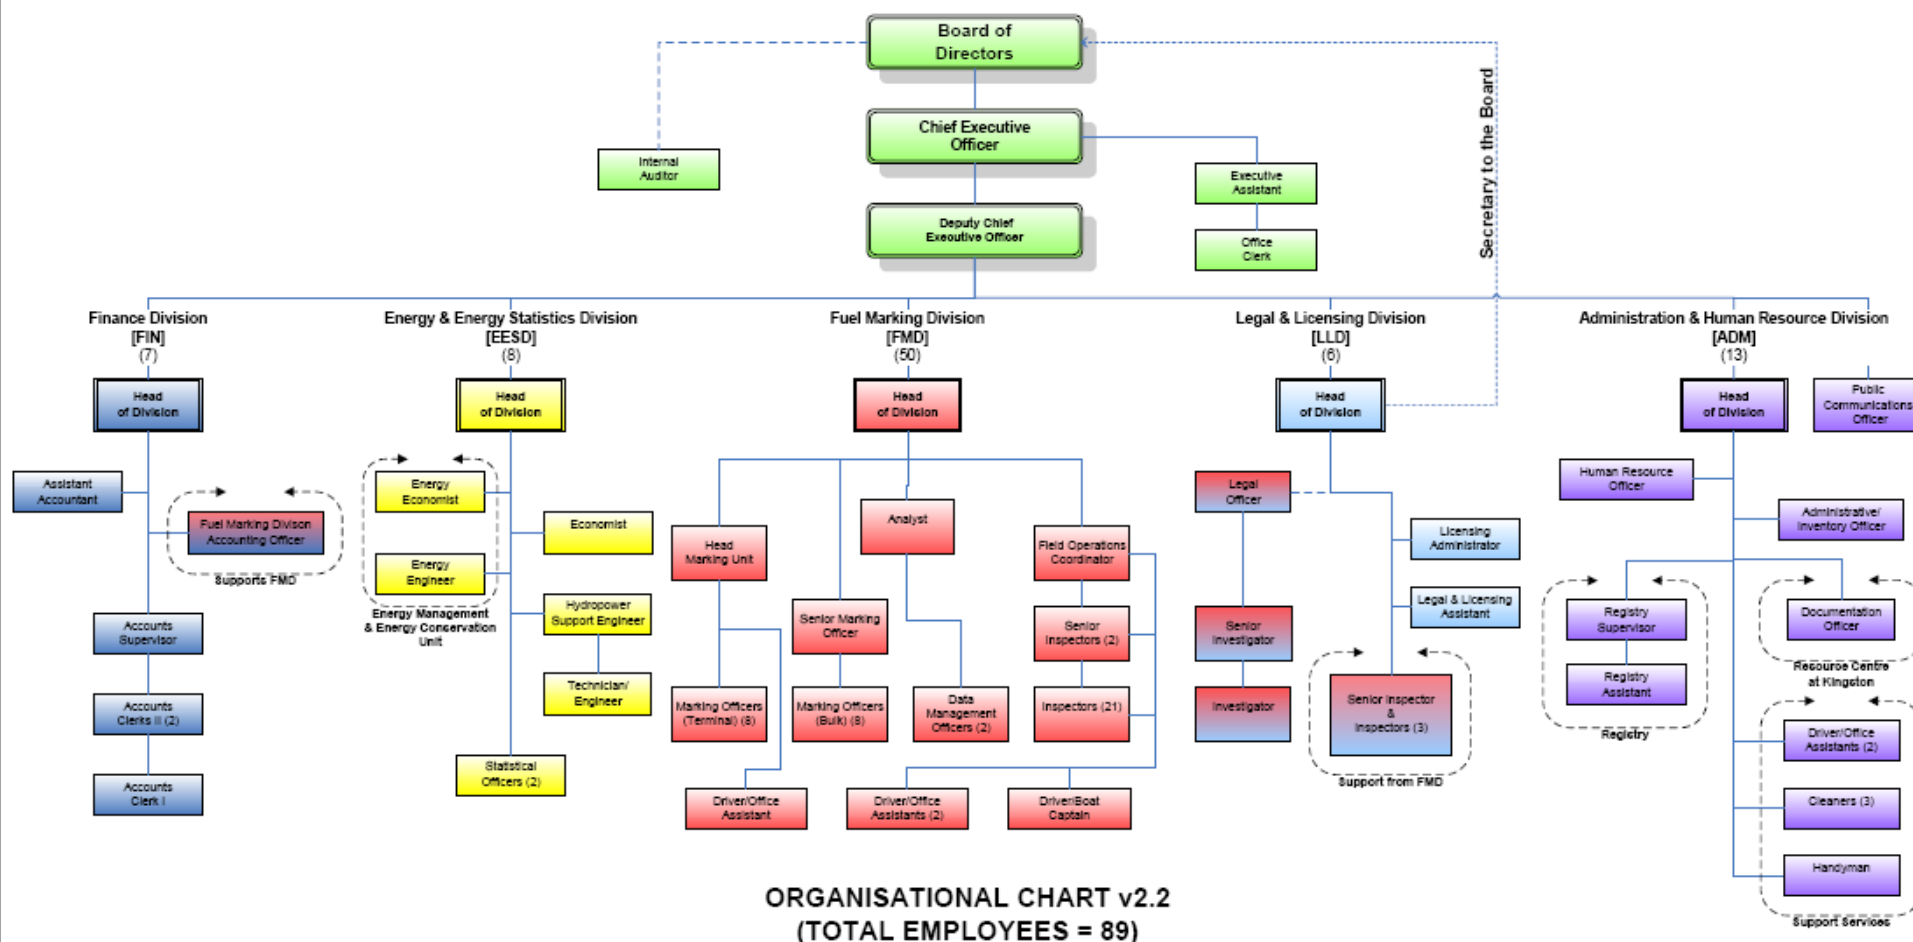 Board of
Directors
Chief Executive
Officer
Internal
Auditor
Executive
Assistant
Deputy Chief
Executive Officer
Office
Clerk
Secretary to the Board
Finance Division
[FIN]
(7)
Energy & Energy Statistics Division
[EESD]
(8)
Fuel Marking Division
[FMD]
(50)
Legal & Licensing Division
[LLD]
(6)
Administration & Human Resource Division
[ADM]
(13)
Head
of Division
Assistant
Accountant
Fuel Marking Divison
Accounting Officer
Supports FMD
Accounts
Supervisor
Accounts
Clerks II (2)
Accounts
Clerk I
Head
of Division
Energy
Economist
Energy
Engineer
Energy Management
& Energy Conservation
Unit
Economist
Hydropower
Support Engineer
Technician/
Engineer
Statistical
Officers (2)
Head
of Division
Head
Marking Unit
Marking Officers
(Terminal) (8)
Driver/Office
Assistant
Senior Marking
Officer
Marking Officers
(Bulk) (8)
Analyst
Data
Management
Officers (2)
Field Operations
Coordinator
Senior
Inspectors (2)
Inspectors (21)
Driver/Office
Assistants (2)
Driver/Boat
Captain
Head
of Division
Legal
Officer
Senior
Investigator
Investigator
Licensing
Administrator
Legal & Licensing
Assistant
Senior Inspector
&
Inspectors (3)
Support from FMD
Head
of Division
Public
Communications
Officer
Human Resource
Officer
Administrative/
Inventory Officer
Registry
Supervisor
Registry
Assistant
Registry
Documentation
Officer
Resource Centre
at Kingston
Driver/Office
Assistants (2)
Cleaners (3)
Handyman
Support Services
ORGANISATIONAL CHART v2.2
(TOTAL EMPLOYEES = 89)